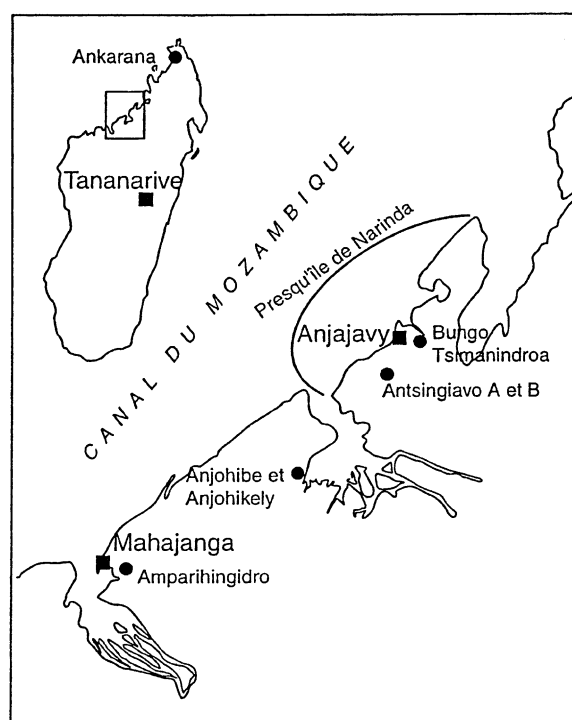 Ankarana
Tananarive
CANAL DU MOZAMBIQUE
Presqu'île de Narinda
Anjajavy
Bungo
Tsimanindroa
Antsingiavo A et B
Anjohibe et
Anjohikely
Mahajanga
Amparihingidro